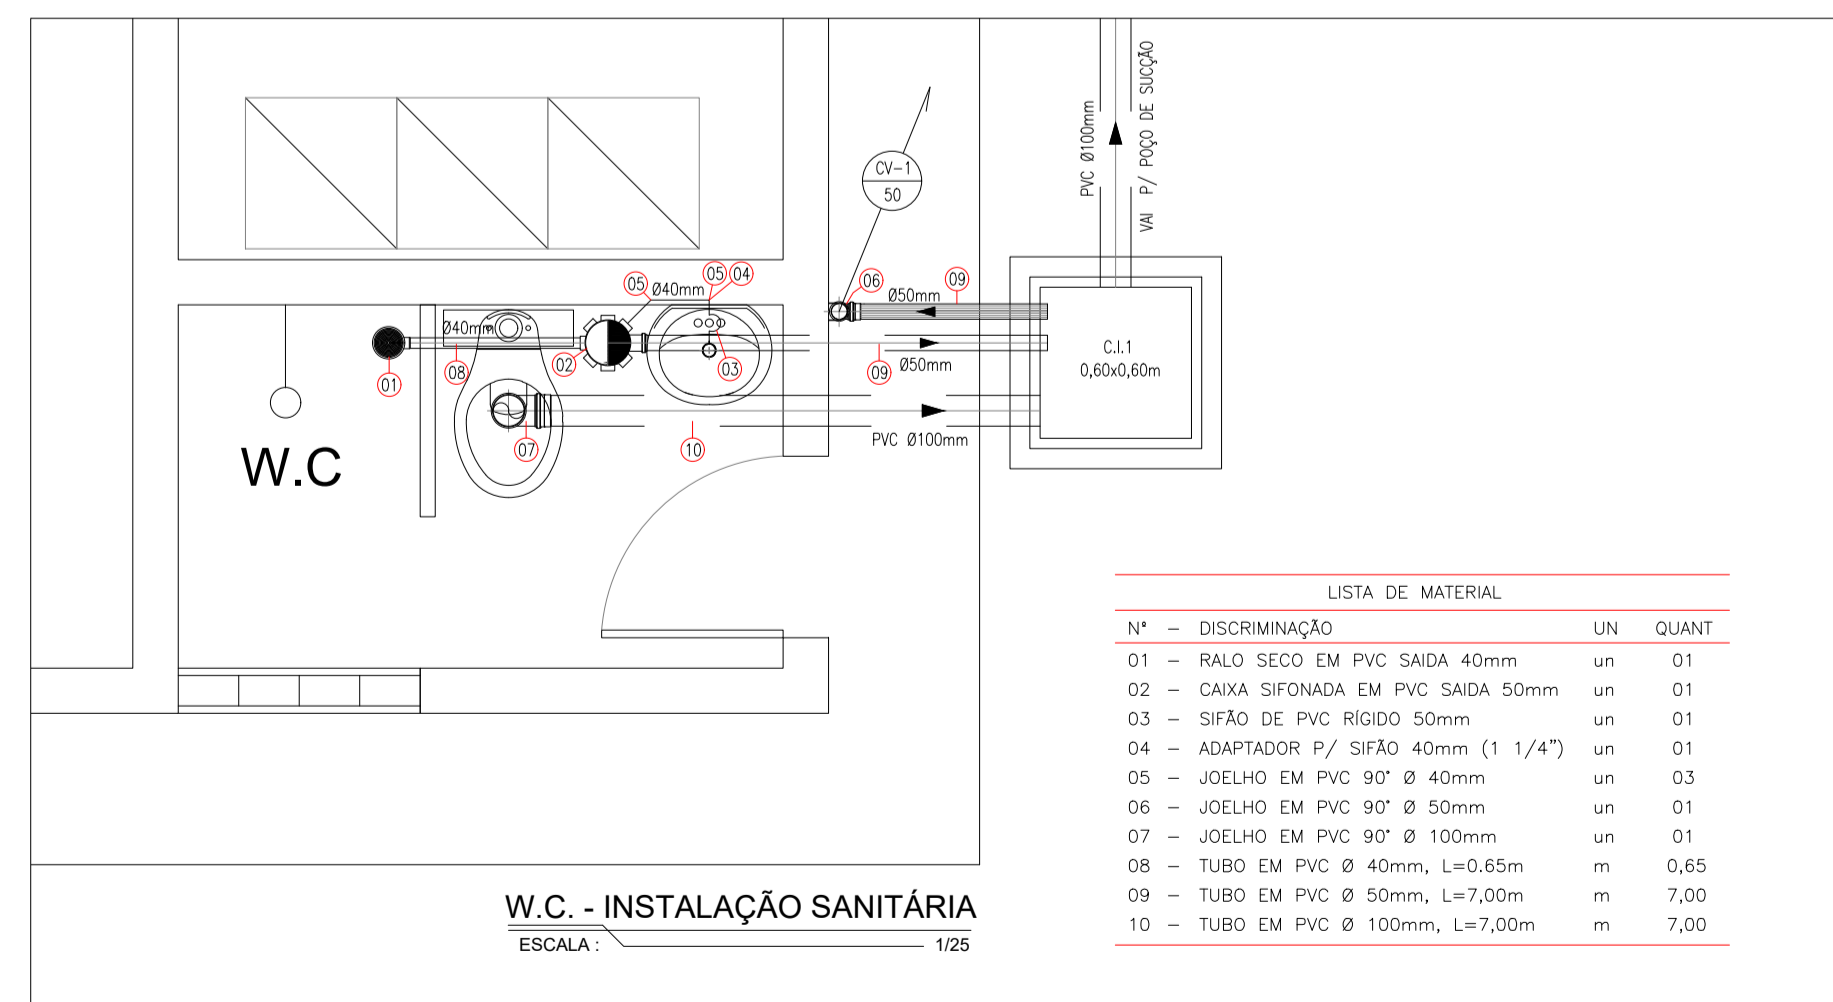 CV-1
50
PVC Ø100mm
VAI P/ POÇO DE SUCÇÃO
05
Ø40mm
05
04
06
Ø50mm
09
Ø40mm
01
08
02
03
09
Ø50mm
C.I.1
0,60x0,60m
W.C
07
10
PVC Ø100mm
LISTA DE MATERIAL
Nº - DISCRIMINAÇÃO UN QUANT
01 - RALO SECO EM PVC SAIDA 40mm un 01
02 - CAIXA SIFONADA EM PVC SAIDA 50mm un 01
03 - SIFÃO DE PVC RÍGIDO 50mm un 01
04 - ADAPTADOR P/ SIFÃO 40mm (1 1/4") un 01
05 - JOELHO EM PVC 90° Ø 40mm un 03
06 - JOELHO EM PVC 90° Ø 50mm un 01
07 - JOELHO EM PVC 90° Ø 100mm un 01
08 - TUBO EM PVC Ø 40mm, L=0.65m m 0,65
09 - TUBO EM PVC Ø 50mm, L=7,00m m 7,00
10 - TUBO EM PVC Ø 100mm, L=7,00m m 7,00
W.C. - INSTALAÇÃO SANITÁRIA
ESCALA : 1/25